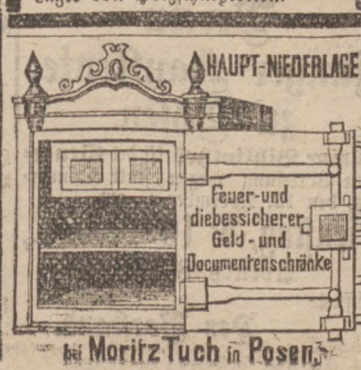 HAUPT-NIEDERLAGE
Feuer-und
diebessicherer
Geld-und
Documentenschränke
bei Moritz Tuch in Posen,